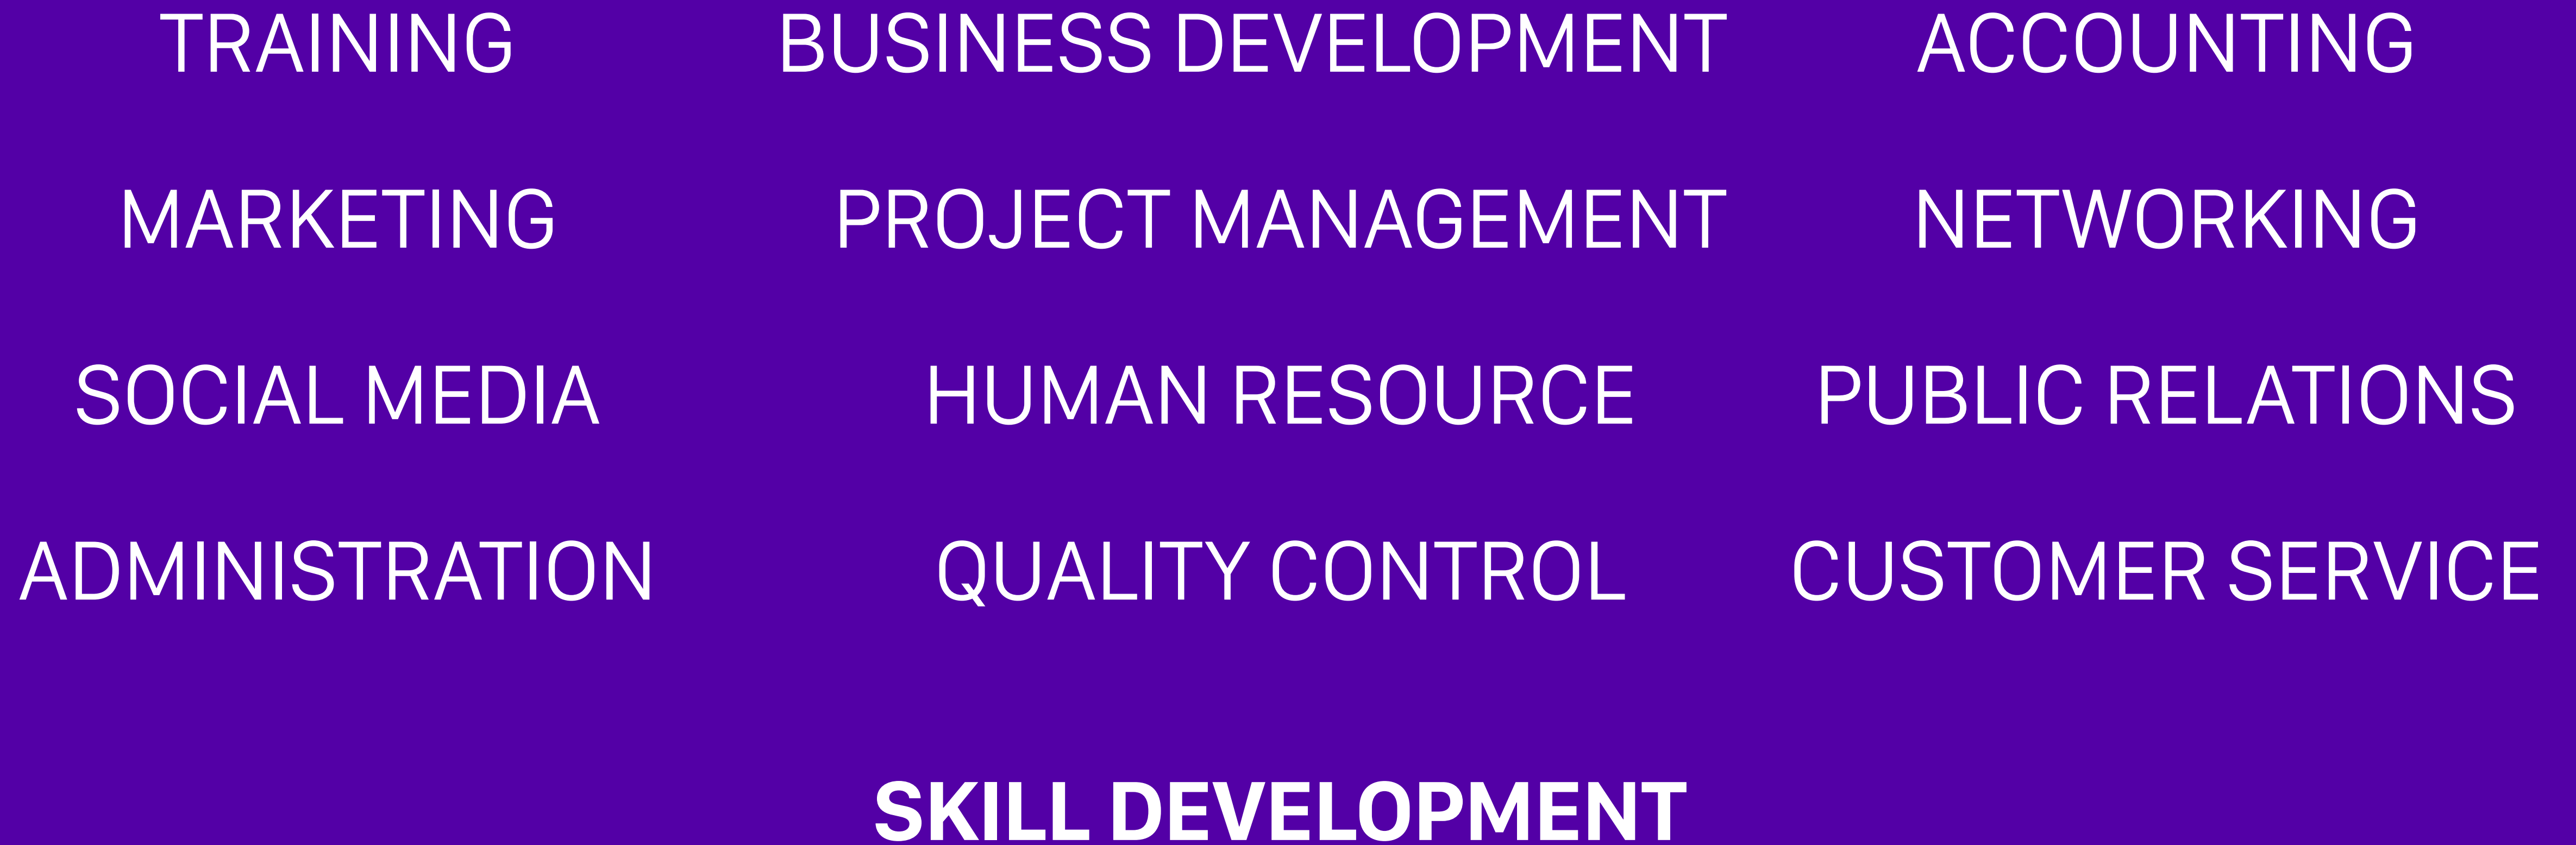 TRAINING BUSINESS DEVELOPMENT ACCOUNTING
MARKETING PROJECT MANAGEMENT NETWORKING
SOCIAL MEDIA HUMAN RESOURCE PUBLIC RELATIONS
ADMINISTRATION QUALITY CONTROL CUSTOMER SERVICE
SKILL DEVELOPMENT